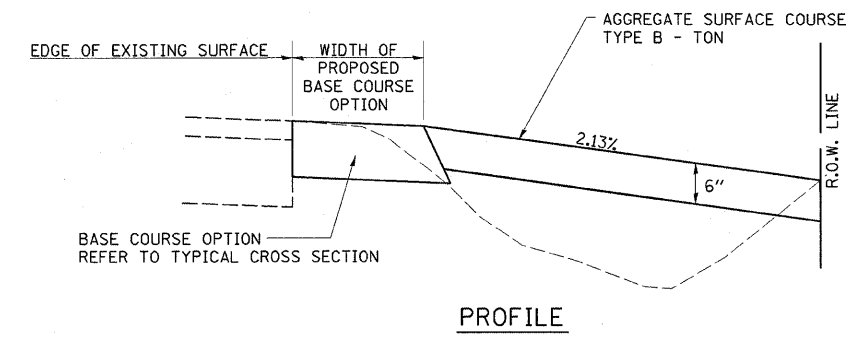 AGGREGATE SURFACE COURSE
TYPE B - TON
EDGE OF EXISTING SURFACE
WIDTH OF
PROPOSED
BASE COURSE
OPTION
2.13%
6"
R.O.W. LINE
BASE COURSE OPTION
REFER TO TYPICAL CROSS SECTION
PROFILE